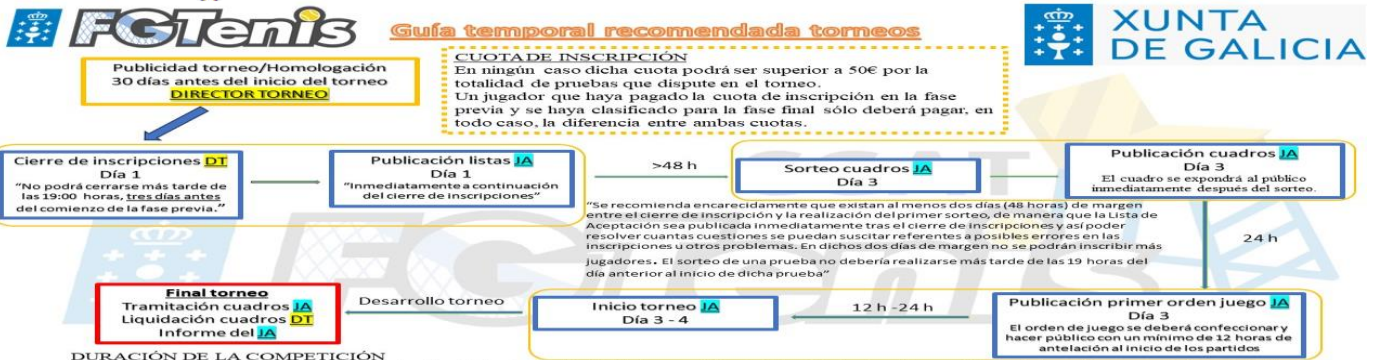 FGTenis
Guía temporal recomendada torneos
XUNTA
DE GALICIA
Publicidad torneo/Homologación
30 días antes del inicio del torneo
DIRECTOR TORNEO
CUOTA DE INSCRIPCIÓN
En ningún caso dicha cuota podrá ser superior a 50€ por la
totalidad de pruebas que dispute en el torneo.
Un jugador que haya pagado la cuota de inscripción en la fase
previa y se haya clasificado para la fase final sólo deberá pagar, en
todo caso, la diferencia entre ambas cuotas.
Cierre de inscripciones DT
Día 1
"No podrá cerrarse más tarde de
las 19:00 horas, tres días antes
del comienzo de la fase previa."
Publicación listas JA
Día 1
"Inmediatamente a continuación
del cierre de inscripciones"
>48 h
Sorteo cuadros JA
Día 3
Publicación cuadros JA
Día 3
El cuadro se expondrá al público
inmediatamente después del sorteo.
"Se recomienda encarecidamente que existan al menos dos días (48 horas) de margen
entre el cierre de inscripción y la realización del primer sorteo, de manera que la Lista de
Aceptación sea publicada inmediatamente tras el cierre de inscripciones y así poder
resolver cuantas cuestiones se puedan suscitar referentes a posibles errores en las
inscripciones u otros problemas. En dichos dos días de margen no se podrán inscribir más
jugadores. El sorteo de una prueba no debería realizarse más tarde de las 19 horas del
día anterior al inicio de dicha prueba"
24 h
Final torneo
Tramitación cuadros JA
Liquidación cuadros DT
Informe del JA
Desarrollo torneo
Inicio torneo JA
Día 3 - 4
12 h -24 h
Publicación primer orden juego JA
Día 3
El orden de juego se deberá confeccionar y
hacer público con un mínimo de 12 horas de
antelación al inicio de los partidos
DURACIÓN DE LA COMPETICIÓN